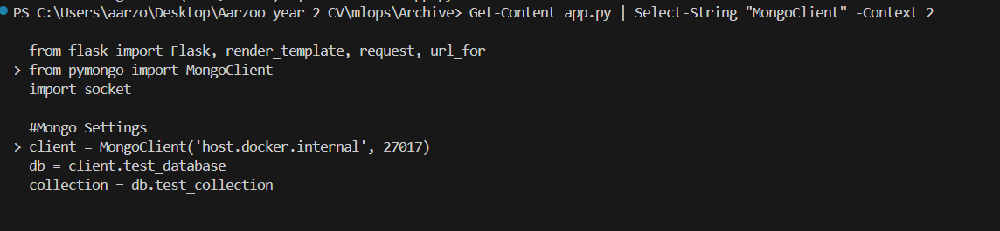 PS C:\Users\aarzo\Desktop\Aarzoo year 2 CV\mlops\Archive> Get-Content app.py | Select-String "MongoClient" -Context 2
from flask import Flask, render_template, request, url_for
> from pymongo import MongoClient
import socket
#Mongo Settings
> client = MongoClient('host.docker.internal', 27017)
db = client.test_database
collection = db.test_collection